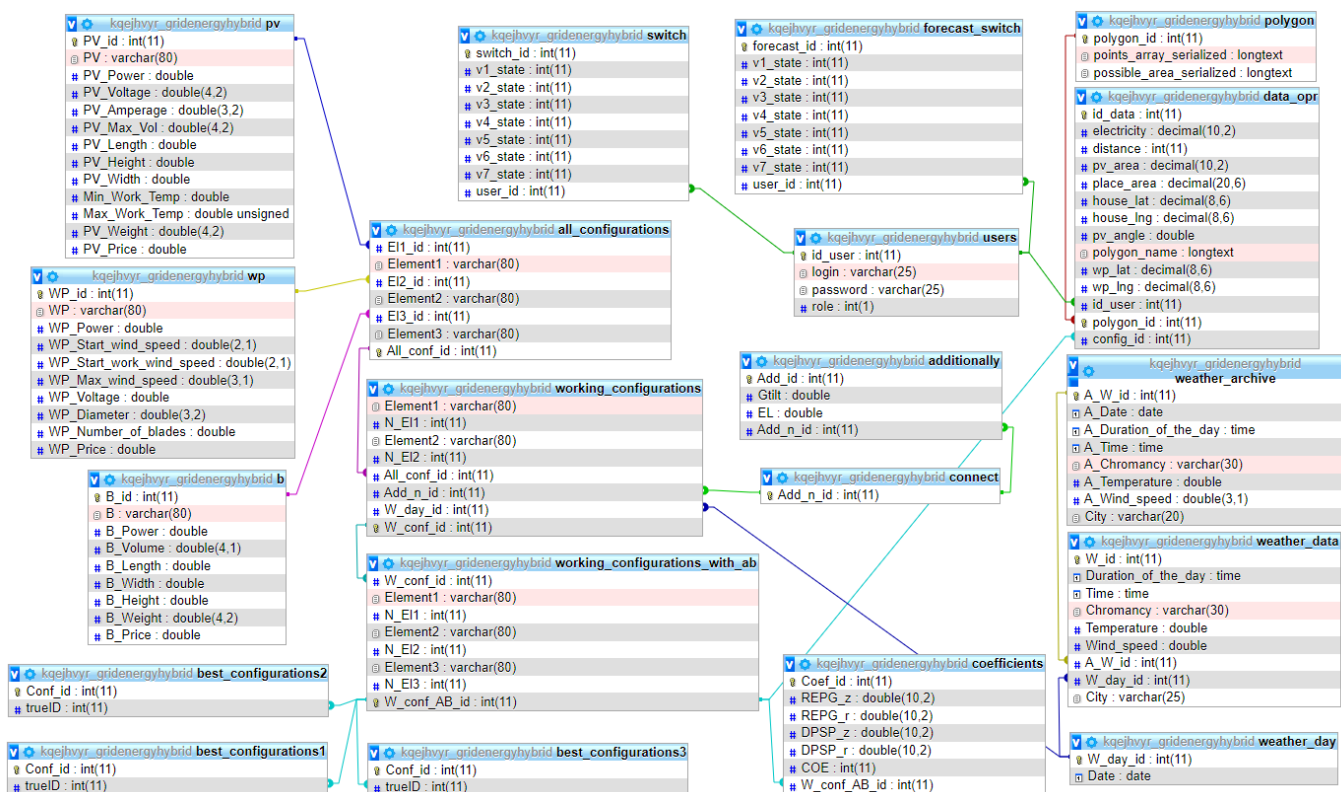 kqejhvyr_gridenergyhybrid pv
PV_id : int(11)
PV : varchar(80)
PV_Power : double
PV_Voltage : double(4,2)
PV_Amperage : double(3,2)
PV_Max_Vol : double(4,2)
PV_Length : double
PV_Height : double
PV_Width : double
Min_Work_Temp : double
Max_Work_Temp : double unsigned
PV_Weight : double(4,2)
PV_Price : double
kqejhvyr_gridenergyhybrid wp
WP_id : int(11)
WP : varchar(80)
WP_Power : double
WP_Start_wind_speed : double(2,1)
WP_Start_work_wind_speed : double(2,1)
WP_Max_wind_speed : double(3,1)
WP_Voltage : double
WP_Diameter : double(3,2)
WP_Number_of_blades : double
WP_Price : double
kqejhvyr_gridenergyhybrid b
B_id : int(11)
B : varchar(80)
B_Power : double
B_Volume : double(4,1)
B_Length : double
B_Width : double
B_Height : double
B_Weight : double(4,2)
B_Price : double
kqejhvyr_gridenergyhybrid best_configurations2
Conf_id : int(11)
trueID : int(11)
kqejhvyr_gridenergyhybrid best_configurations1
Conf_id : int(11)
trueID : int(11)
kqejhvyr_gridenergyhybrid switch
switch_id : int(11)
v1_state : int(11)
v2_state : int(11)
v3_state : int(11)
v4_state : int(11)
v5_state : int(11)
v6_state : int(11)
v7_state : int(11)
user_id : int(11)
kqejhvyr_gridenergyhybrid all_configurations
El1_id : int(11)
Element1 : varchar(80)
El2_id : int(11)
Element2 : varchar(80)
El3_id : int(11)
Element3 : varchar(80)
All_conf_id : int(11)
kqejhvyr_gridenergyhybrid working_configurations
Element1 : varchar(80)
N_El1 : int(11)
Element2 : varchar(80)
N_El2 : int(11)
All_conf_id : int(11)
Add_n_id : int(11)
W_day_id : int(11)
W_conf_id : int(11)
kqejhvyr_gridenergyhybrid working_configurations_with_ab
W_conf_id : int(11)
Element1 : varchar(80)
N_El1 : int(11)
Element2 : varchar(80)
N_El2 : int(11)
Element3 : varchar(80)
N_El3 : int(11)
W_conf_AB_id : int(11)
kqejhvyr_gridenergyhybrid best_configurations3
Conf_id : int(11)
trueID : int(11)
kqejhvyr_gridenergyhybrid forecast_switch
forecast_id : int(11)
v1_state : int(11)
v2_state : int(11)
v3_state : int(11)
v4_state : int(11)
v5_state : int(11)
v6_state : int(11)
v7_state : int(11)
user_id : int(11)
kqejhvyr_gridenergyhybrid users
id_user : int(11)
login : varchar(25)
password : varchar(25)
role : int(1)
kqejhvyr_gridenergyhybrid additionally
Add_id : int(11)
Gtilt : double
EL : double
Add_n_id : int(11)
kqejhvyr_gridenergyhybrid connect
Add_n_id : int(11)
kqejhvyr_gridenergyhybrid coefficients
Coef_id : int(11)
REPG_z : double(10,2)
REPG_r : double(10,2)
DPSP_z : double(10,2)
DPSP_r : double(10,2)
COE : int(11)
W_conf_AB_id : int(11)
kqejhvyr_gridenergyhybrid polygon
polygon_id : int(11)
points_array_serialized : longtext
possible_area_serialized : longtext
kqejhvyr_gridenergyhybrid data_opr
id_data : int(11)
electricity : decimal(10,2)
distance : int(11)
pv_area : decimal(10,2)
place_area : decimal(20,6)
house_lat : decimal(8,6)
house_lng : decimal(8,6)
pv_angle : double
polygon_name : longtext
wp_lat : decimal(8,6)
wp_lng : decimal(8,6)
id_user : int(11)
polygon_id : int(11)
config_id : int(11)
kqejhvyr_gridenergyhybrid
weather_archive
A_W_id : int(11)
A_Date : date
A_Duration_of_the_day : time
A_Time : time
A_Chromancy : varchar(30)
A_Temperature : double
A_Wind_speed : double(3,1)
City : varchar(20)
kqejhvyr_gridenergyhybrid weather_data
W_id : int(11)
Duration_of_the_day : time
Time : time
Chromancy : varchar(30)
Temperature : double
Wind_speed : double
A_W_id : int(11)
W_day_id : int(11)
City : varchar(25)
kqejhvyr_gridenergyhybrid weather_day
W_day_id : int(11)
Date : date